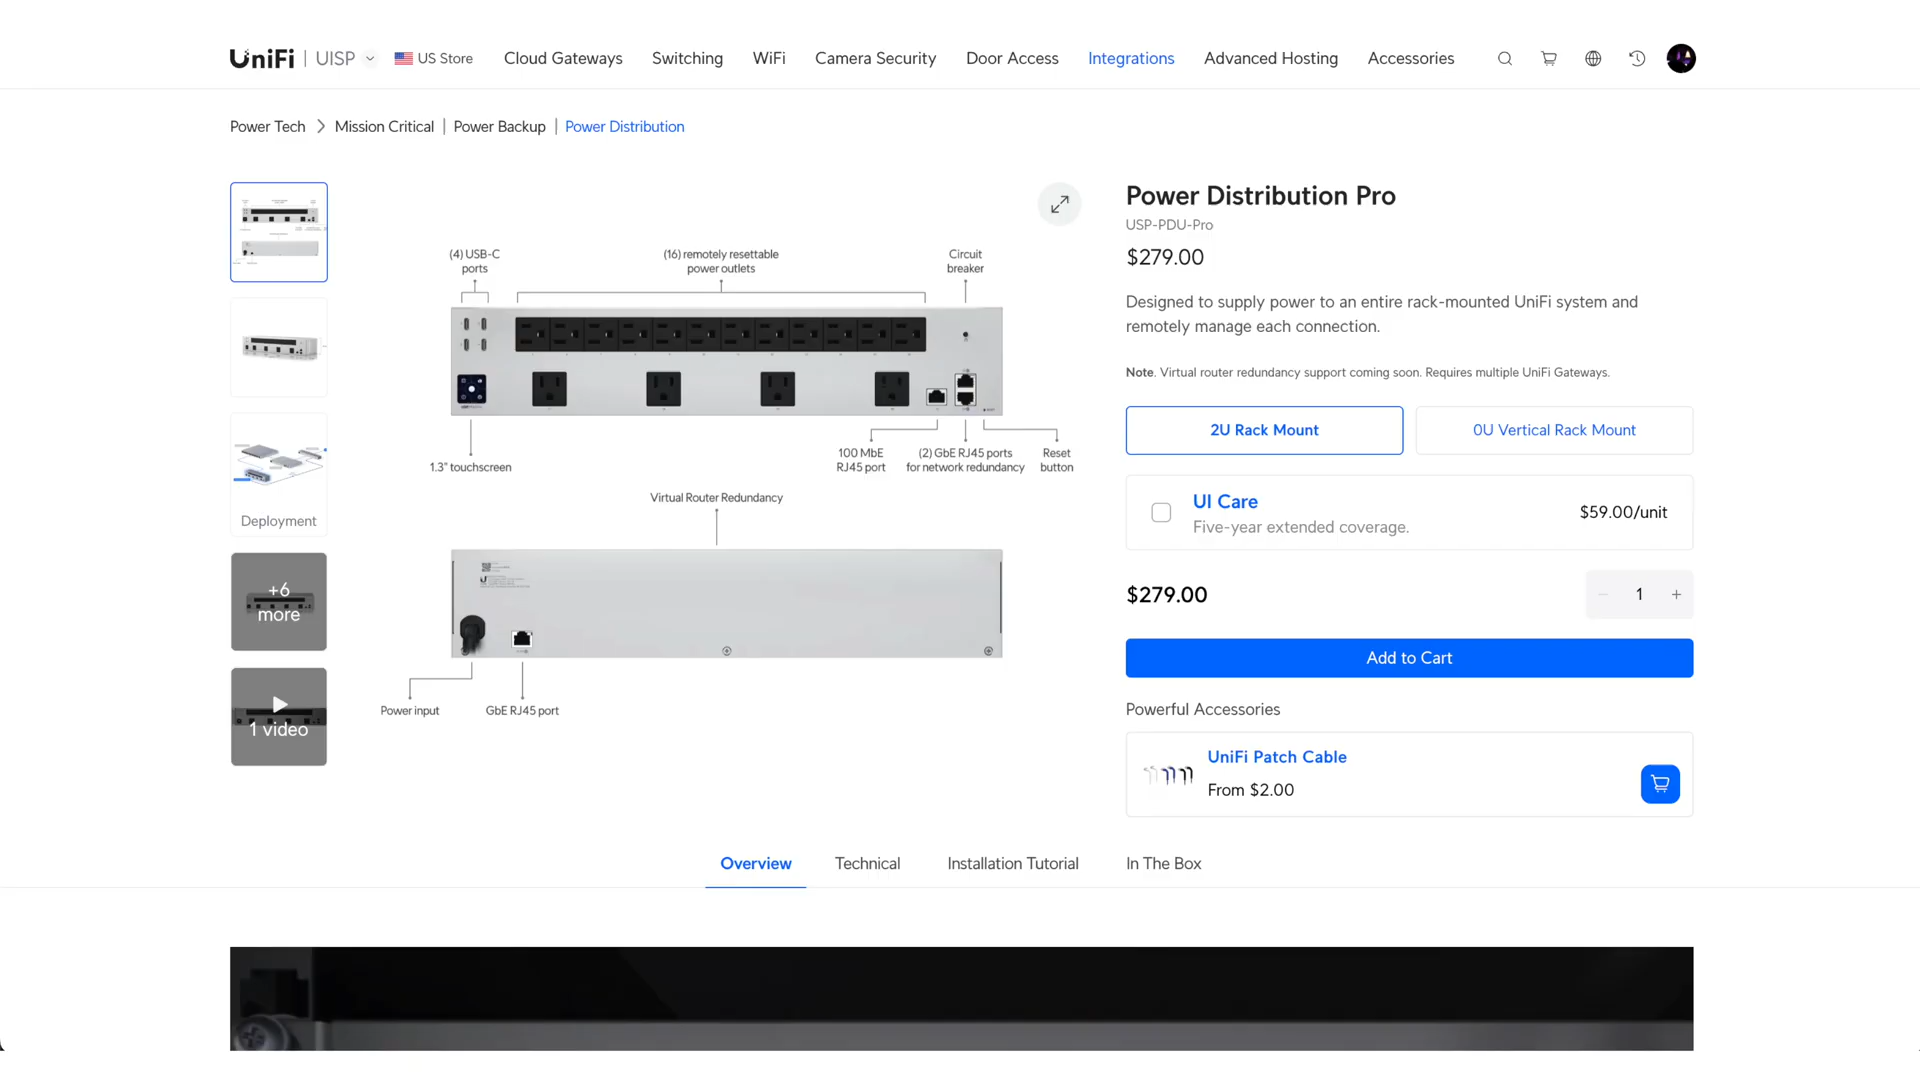 UniFi | UISP
US Store
Cloud Gateways
Switching
WiFi
Camera Security
Door Access
Integrations
Advanced Hosting
Accessories
Power Tech
Mission Critical | Power Backup | Power Distribution
Deployment
+6
more
1 video
(4) USB-C
ports
(16) remotely resettable
power outlets
Circuit
breaker
1.3" touchscreen
100 MbE
RJ45 port
(2) GbE RJ45 ports
for network redundancy
Reset
button
Virtual Router Redundancy
Power input
GbE RJ45 port
Power Distribution Pro
USP-PDU-Pro
$279.00
Designed to supply power to an entire rack-mounted UniFi system and
remotely manage each connection.
Note. Virtual router redundancy support coming soon. Requires multiple UniFi Gateways.
2U Rack Mount
0U Vertical Rack Mount
UI Care
Five-year extended coverage.
$59.00/unit
$279.00
− 1 +
Add to Cart
Powerful Accessories
UniFi Patch Cable
From $2.00
Overview
Technical
Installation Tutorial
In The Box